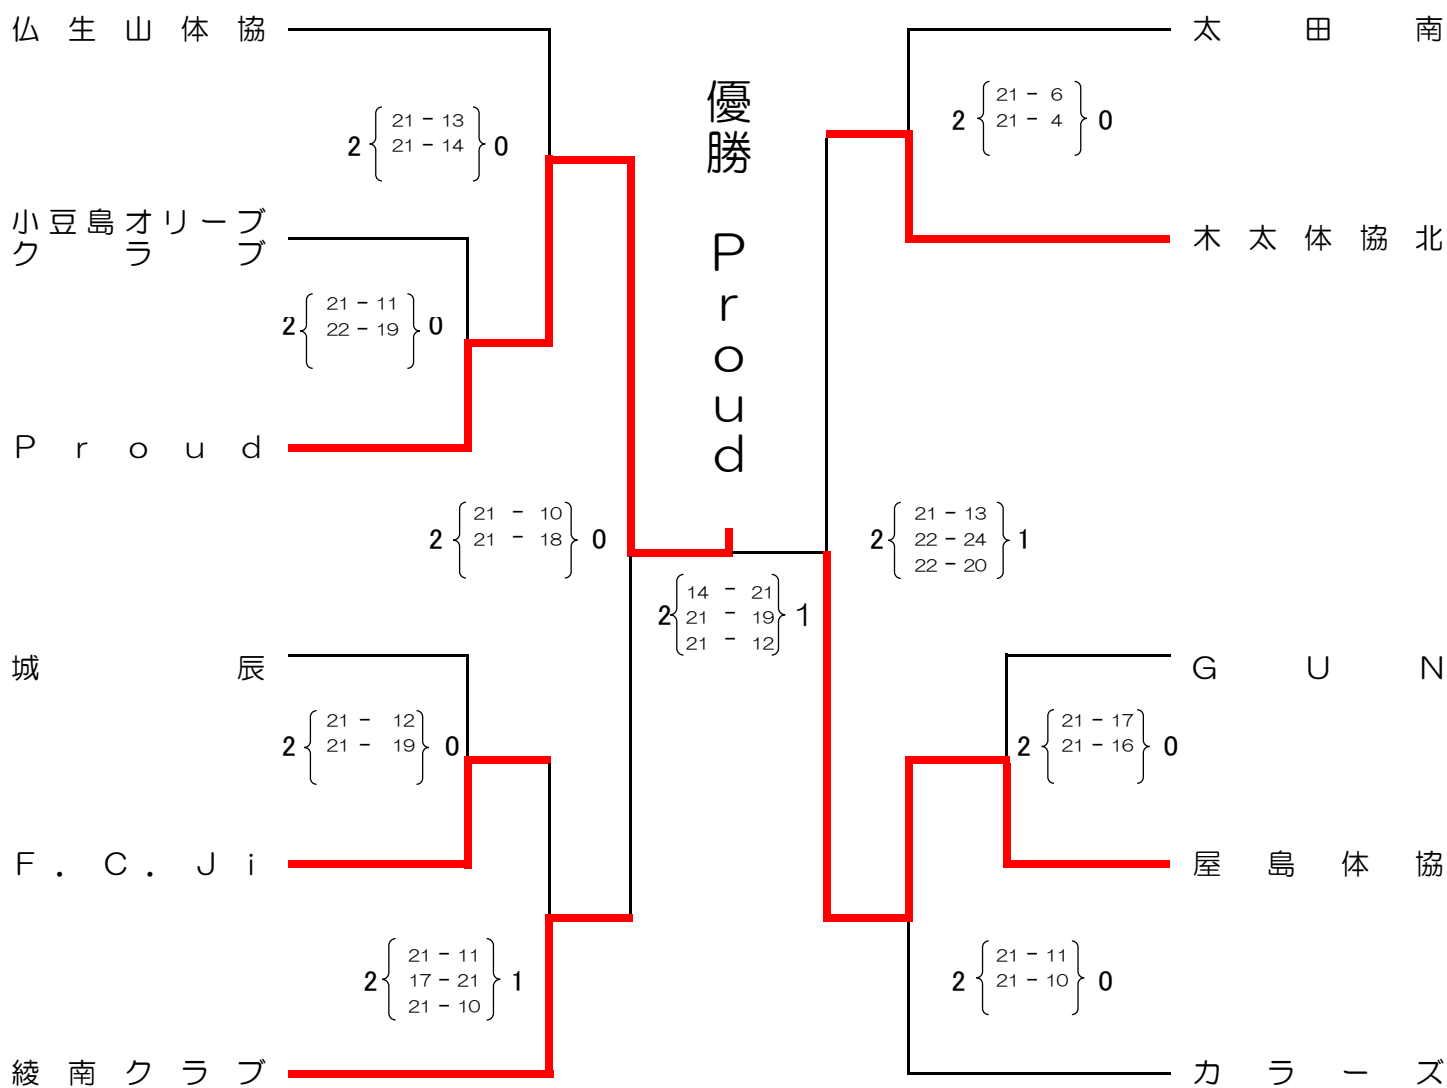 仏生山体協
太田南
優勝 Proud
21 - 13
2 0
21 - 14
21 - 6
2 0
21 - 4
小豆島オリーブ
クラブ
木太体協北
21 - 11
2 0
22 - 19
Proud
21 - 10
2 0
21 - 18
21 - 13
2 22 - 24 1
22 - 20
14 - 21
2 21 - 19 1
21 - 12
城辰
GUN
21 - 12
2 0
21 - 19
21 - 17
2 0
21 - 16
F.C.Ji
屋島体協
21 - 11
2 17 - 21 1
21 - 10
21 - 11
2 0
21 - 10
綾南クラブ
カラーズ